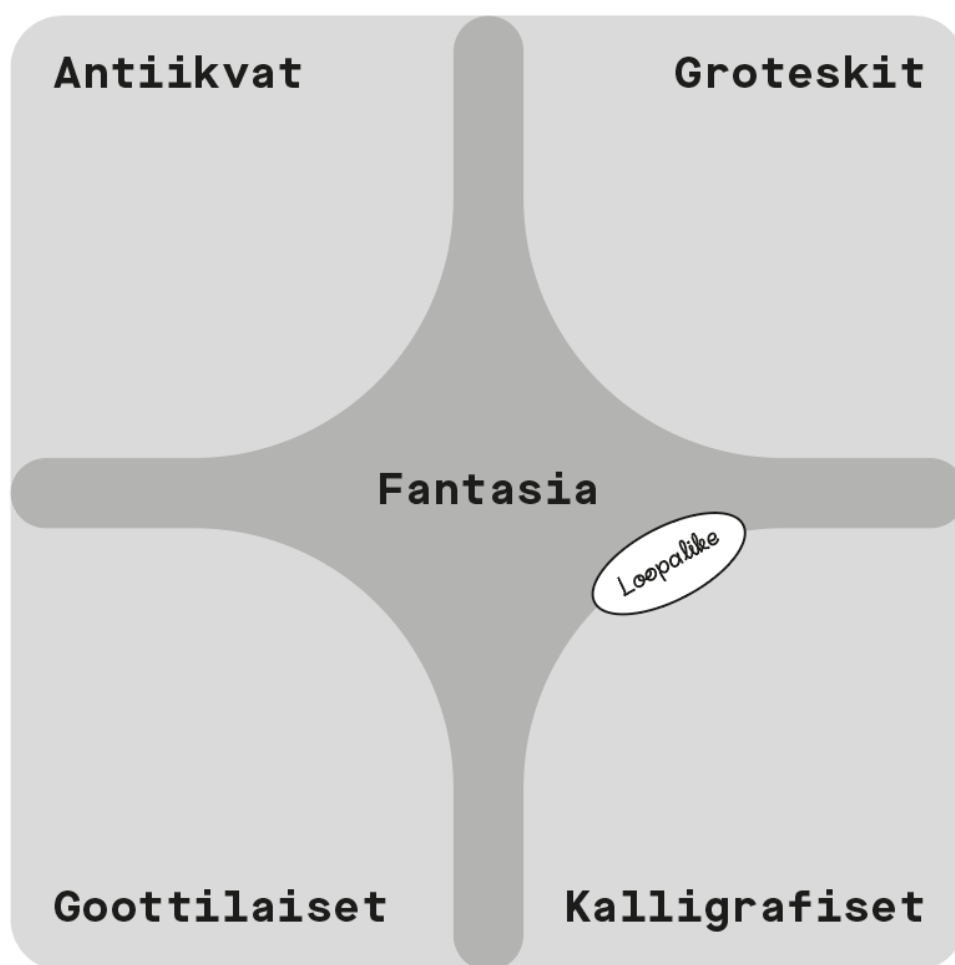 Antiikvat
Groteskit
Fantasia
Loopalike
Goottilaiset
Kalligrafiset